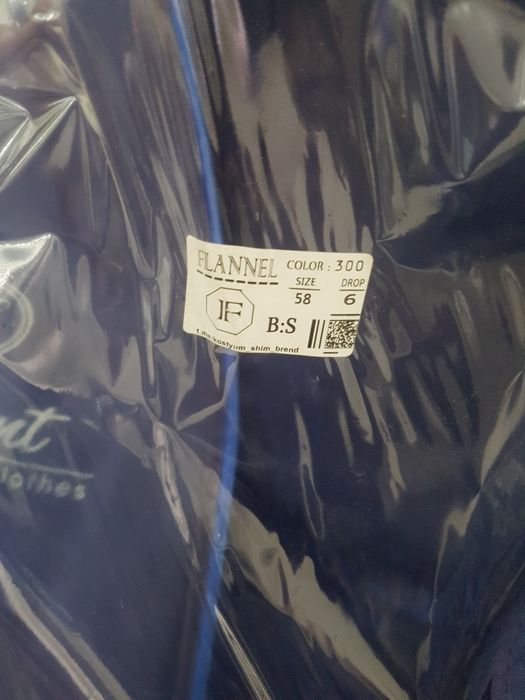 FLANNEL
COLOR : 300
SIZE DROP
58 6
F
B:S
t.me/kostyum_shim_brend
nt
lothes